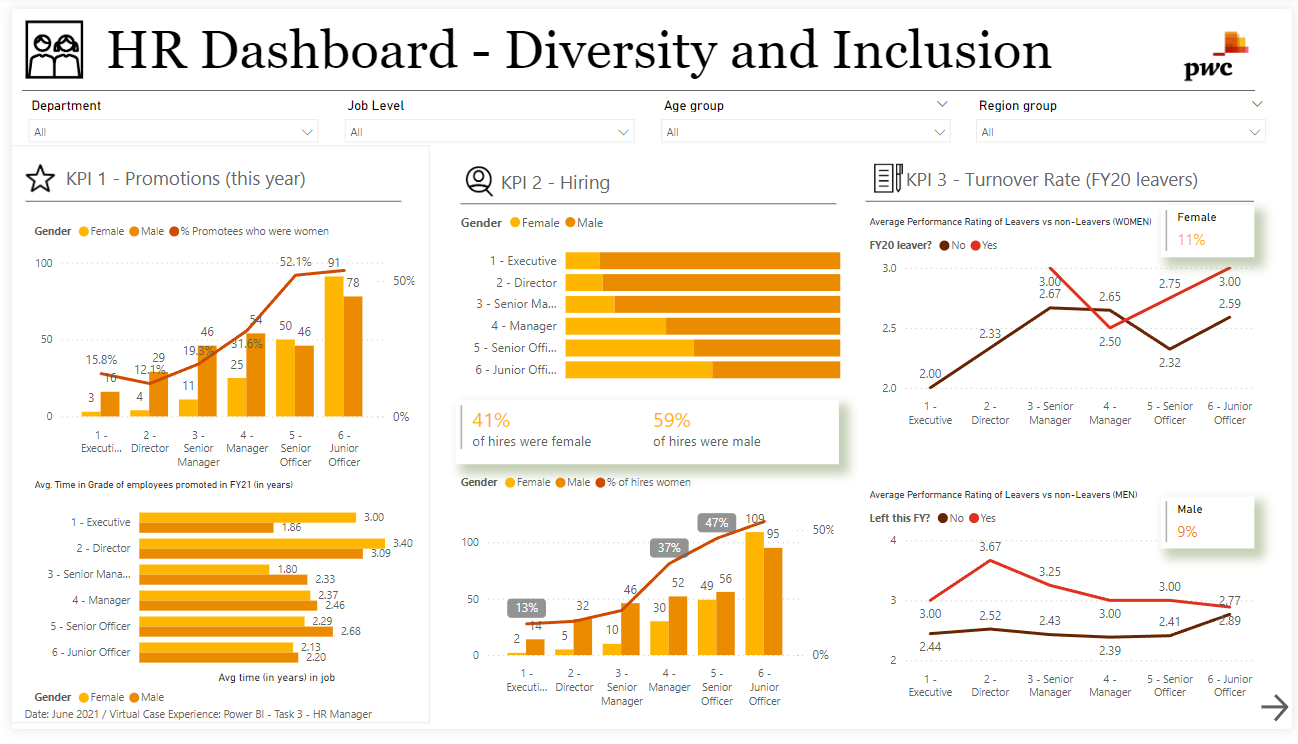 HR Dashboard - Diversity and Inclusion
pwc
Department
Job Level
Age group
Region group
All
All
All
All
KPI 1 - Promotions (this year)
Gender Female Male % Promotees who were women
100
50
0
50%
0%
15.8%
12.1%
19.3%
31.6%
52.1%
3
16
4
29
11
46
25
54
50
46
91
78
1 - Executi...
2 - Director
3 - Senior Manager
4 - Manager
5 - Senior Officer
6 - Junior Officer
Avg. Time in Grade of employees promoted in FY21 (in years)
1 - Executive 3.00
1.86
2 - Director 3.40
3.09
3 - Senior Mana... 1.80
2.33
4 - Manager 2.37
2.46
5 - Senior Officer 2.29
2.68
6 - Junior Officer 2.13
2.20
Avg time (in years) in job
Gender Female Male
Date: June 2021 / Virtual Case Experience: Power BI - Task 3 - HR Manager
KPI 2 - Hiring
Gender Female Male
1 - Executive
2 - Director
3 - Senior Ma...
4 - Manager
5 - Senior Offi...
6 - Junior Offi...
41%
of hires were female
59%
of hires were male
Gender Female Male % of hires women
100
50
0
50%
0%
13%
37%
47%
2
14
5
32
10
46
30
52
49
56
109
95
1 - Executi...
2 - Director
3 - Senior Manager
4 - Manager
5 - Senior Officer
6 - Junior Officer
KPI 3 - Turnover Rate (FY20 leavers)
Average Performance Rating of Leavers vs non-Leavers (WOMEN)
Female
11%
FY20 leaver? No Yes
3.0
2.5
2.0
2.00
2.33
3.00
2.67
2.65
2.50
2.75
2.32
3.00
2.59
1 - Executive
2 - Director
3 - Senior Manager
4 - Manager
5 - Senior Officer
6 - Junior Officer
Average Performance Rating of Leavers vs non-Leavers (MEN)
Male
9%
Left this FY? No Yes
4
3
2
3.00
2.44
3.67
2.52
3.25
2.43
3.00
2.39
3.00
2.41
2.77
2.89
1 - Executive
2 - Director
3 - Senior Manager
4 - Manager
5 - Senior Officer
6 - Junior Officer